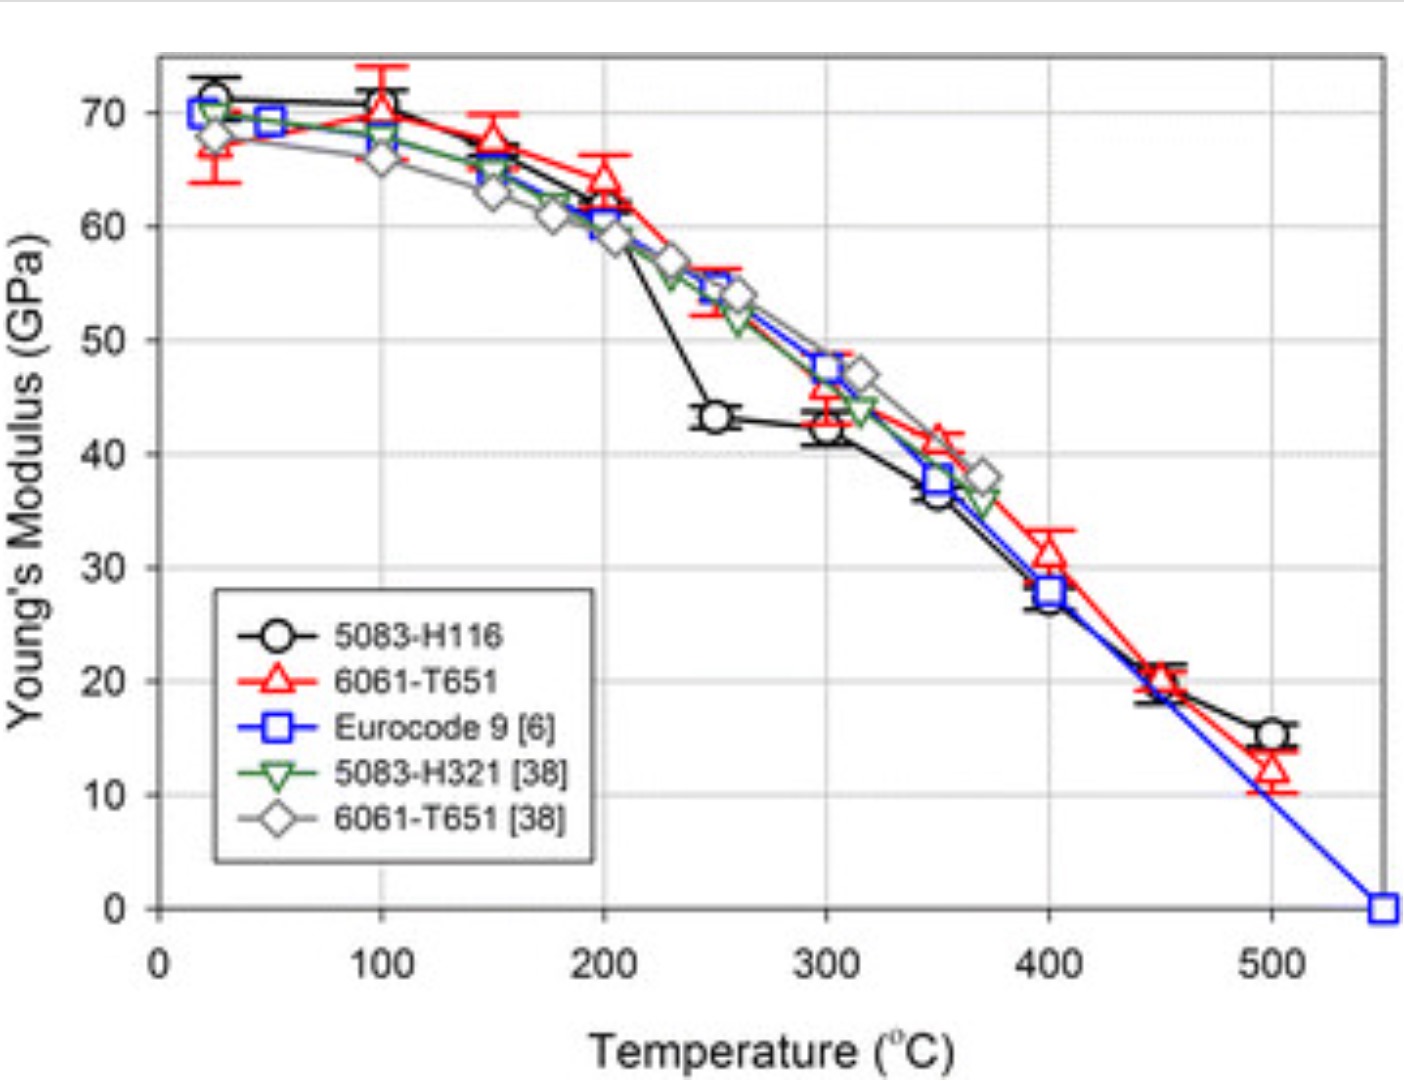 Young's Modulus (GPa)
70
60
50
40
30
20
10
0
5083-H116
6061-T651
Eurocode 9 [6]
5083-H321 [38]
6061-T651 [38]
0 100 200 300 400 500
Temperature (°C)